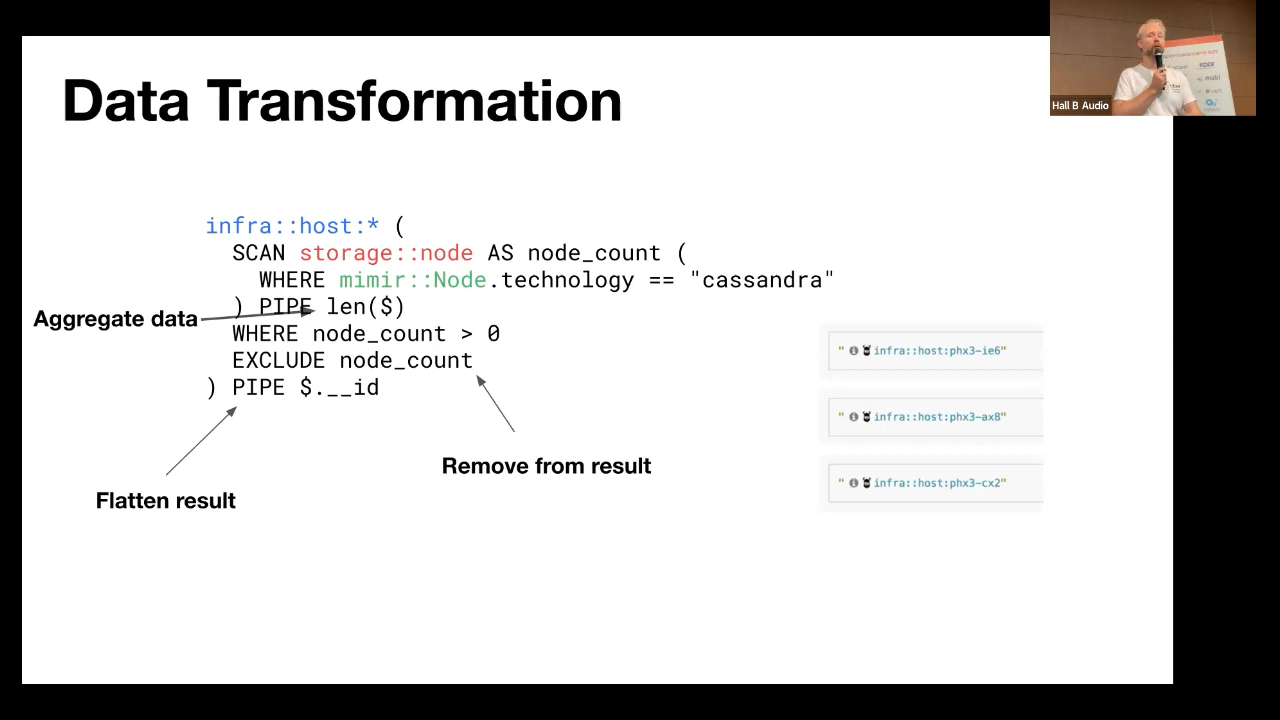 Data Transformation
infra::host:* (
SCAN storage::node AS node_count (
WHERE mimir::Node.technology == "cassandra"
) PIPE len($)
WHERE node_count > 0
EXCLUDE node_count
) PIPE $.__id
Aggregate data
Flatten result
Remove from result
"infra::host:phx3-ie6"
"infra::host:phx3-ax8"
"infra::host:phx3-cx2"
Hall B Audio
mabl